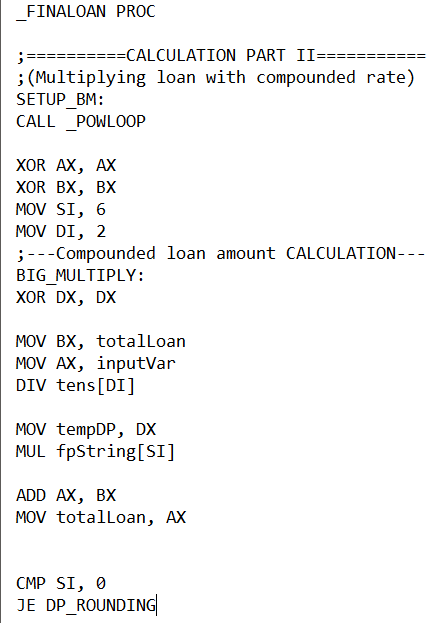 _FINALOAN PROC
;==========CALCULATION PART II===========
;(Multiplying loan with compounded rate)
SETUP_BM:
CALL _POWLOOP
XOR AX, AX
XOR BX, BX
MOV SI, 6
MOV DI, 2
;---Compounded loan amount CALCULATION---
BIG_MULTIPLY:
XOR DX, DX
MOV BX, totalLoan
MOV AX, inputVar
DIV tens[DI]
MOV tempDP, DX
MUL fpString[SI]
ADD AX, BX
MOV totalLoan, AX
CMP SI, 0
JE DP_ROUNDING